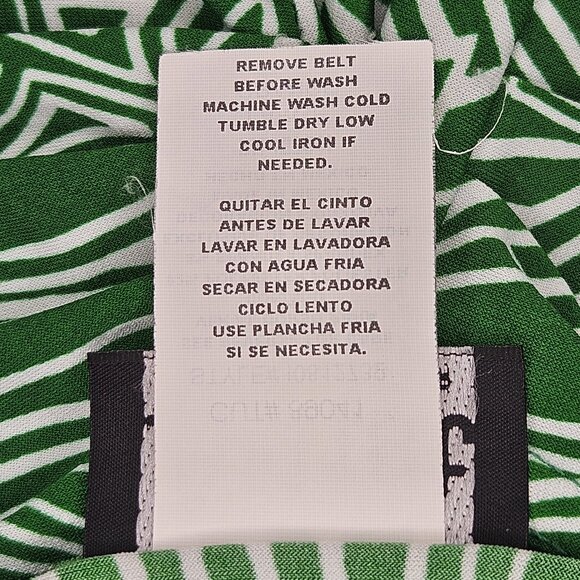 REMOVE BELT
BEFORE WASH
MACHINE WASH COLD
TUMBLE DRY LOW
COOL IRON IF
NEEDED.
QUITAR EL CINTO
ANTES DE LAVAR
LAVAR EN LAVADORA
CON AGUA FRIA
SECAR EN SECADORA
CICLO LENTO
USE PLANCHA FRIA
SI SE NECESITA.